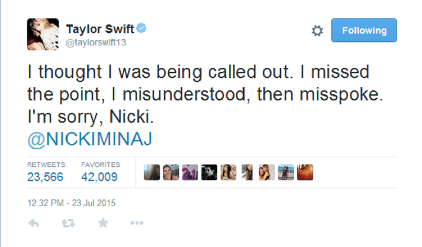 Taylor Swift
@taylorswift13
Following
I thought I was being called out. I missed
the point, I misunderstood, then misspoke.
I'm sorry, Nicki.
@NICKIMINAJ
RETWEETS FAVORITES
23,566 42,009
12:32 PM - 23 Jul 2015